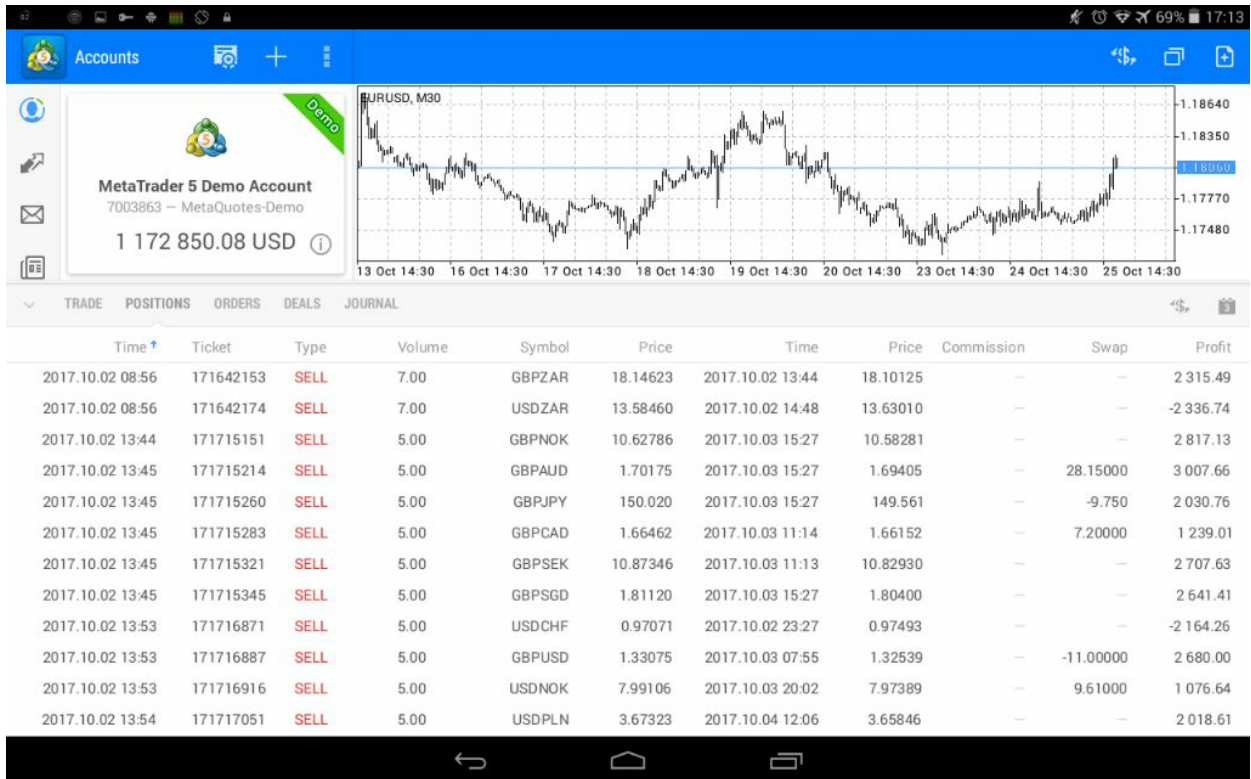 69% 17:13
Accounts
Demo
MetaTrader 5 Demo Account
7003863 — MetaQuotes-Demo
1 172 850.08 USD
EURUSD, M30
1.18640
1.18350
1.18060
1.17770
1.17480
13 Oct 14:30 16 Oct 14:30 17 Oct 14:30 18 Oct 14:30 19 Oct 14:30 20 Oct 14:30 23 Oct 14:30 24 Oct 14:30 25 Oct 14:30
TRADE POSITIONS ORDERS DEALS JOURNAL
Time Ticket Type Volume Symbol Price Time Price Commission Swap Profit
2017.10.02 08:56 171642153 SELL 7.00 GBPZAR 18.14623 2017.10.02 13:44 18.10125 — — 2 315.49
2017.10.02 08:56 171642174 SELL 7.00 USDZAR 13.58460 2017.10.02 14:48 13.63010 — — -2 336.74
2017.10.02 13:44 171715151 SELL 5.00 GBPNOK 10.62786 2017.10.03 15:27 10.58281 — — 2 817.13
2017.10.02 13:45 171715214 SELL 5.00 GBPAUD 1.70175 2017.10.03 15:27 1.69405 — 28.15000 3 007.66
2017.10.02 13:45 171715260 SELL 5.00 GBPJPY 150.020 2017.10.03 15:27 149.561 — -9.750 2 030.76
2017.10.02 13:45 171715283 SELL 5.00 GBPCAD 1.66462 2017.10.03 11:14 1.66152 — 7.20000 1 239.01
2017.10.02 13:45 171715321 SELL 5.00 GBPSEK 10.87346 2017.10.03 11:13 10.82930 — — 2 707.63
2017.10.02 13:45 171715345 SELL 5.00 GBPSGD 1.81120 2017.10.03 15:27 1.80400 — — 2 641.41
2017.10.02 13:53 171716871 SELL 5.00 USDCHF 0.97071 2017.10.02 23:27 0.97493 — — -2 164.26
2017.10.02 13:53 171716887 SELL 5.00 GBPUSD 1.33075 2017.10.03 07:55 1.32539 — -11.00000 2 680.00
2017.10.02 13:53 171716916 SELL 5.00 USDNOK 7.99106 2017.10.03 20:02 7.97389 — 9.61000 1 076.64
2017.10.02 13:54 171717051 SELL 5.00 USDPLN 3.67323 2017.10.04 12:06 3.65846 — — 2 018.61